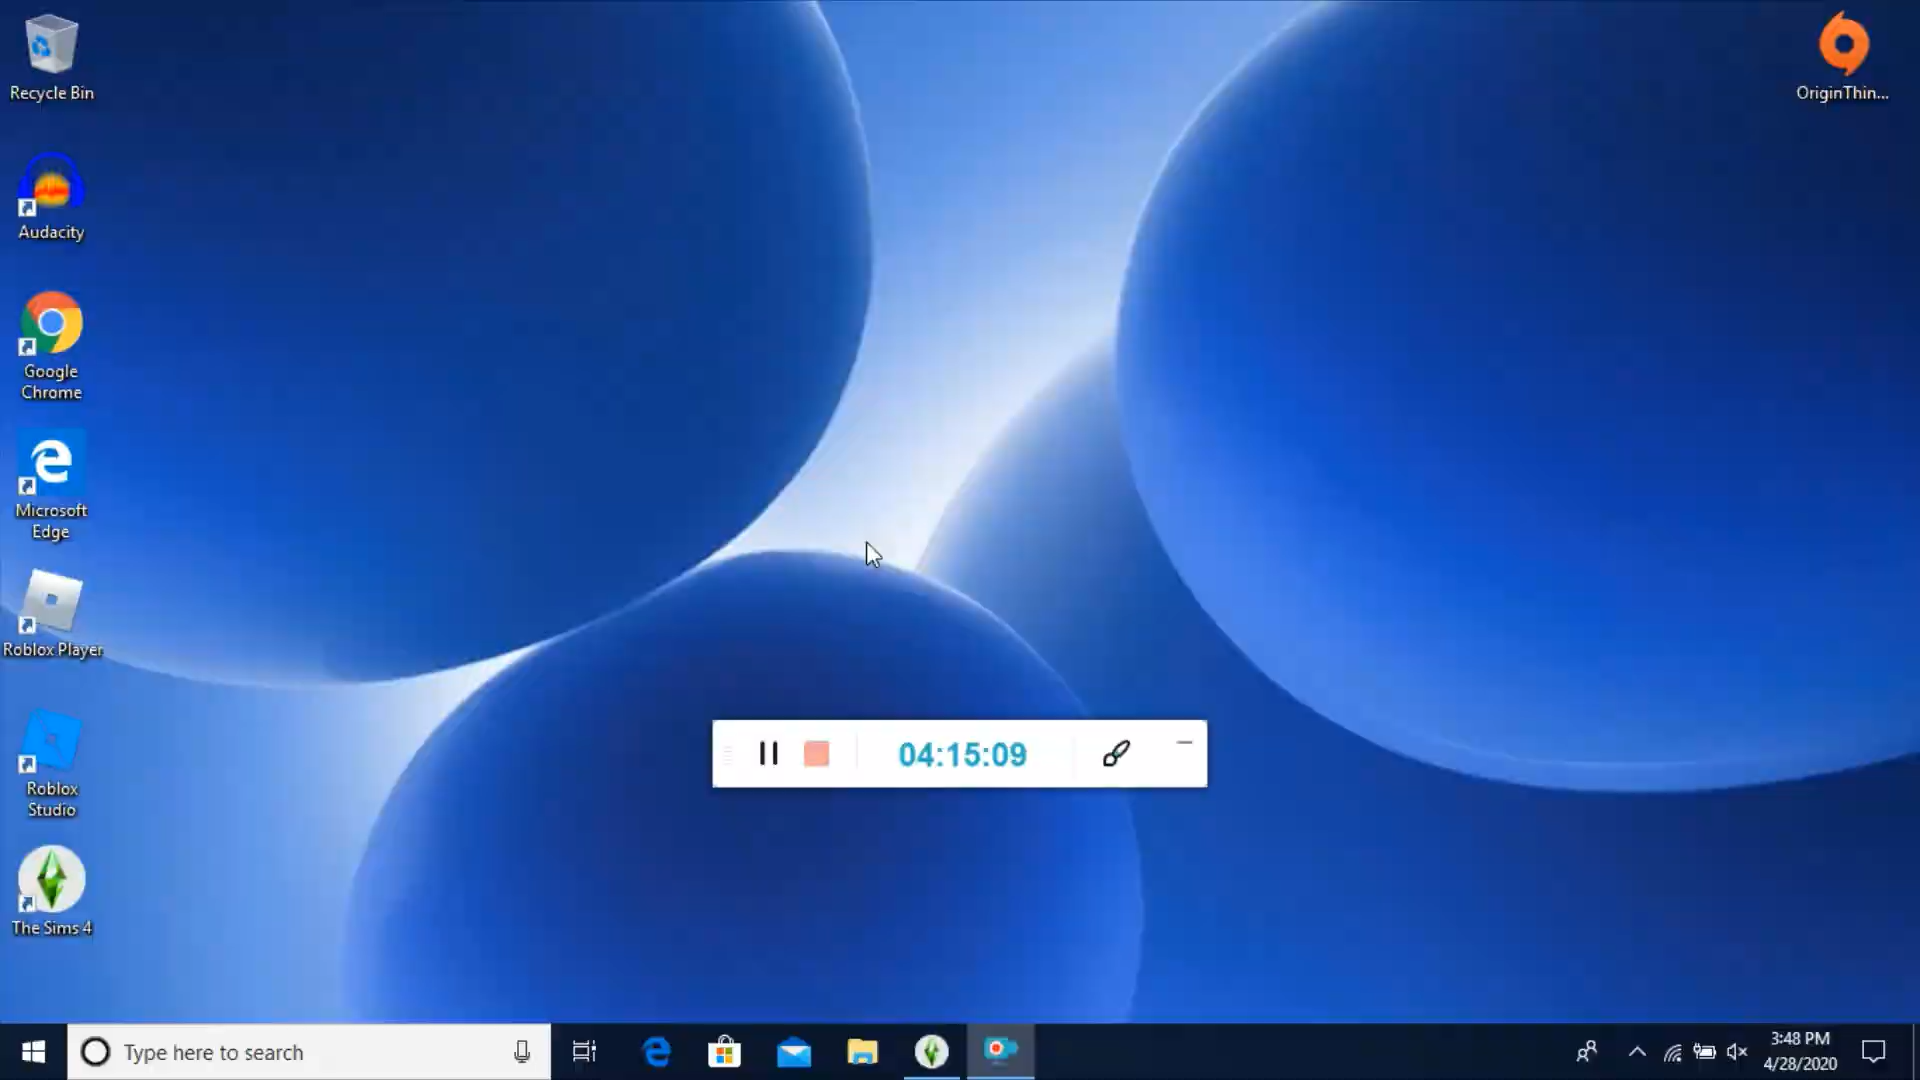 Recycle Bin
OriginThin...
Audacity
Google
Chrome
Microsoft
Edge
Roblox Player
Roblox
Studio
The Sims 4
04:15:09
Type here to search
3:48 PM
4/28/2020